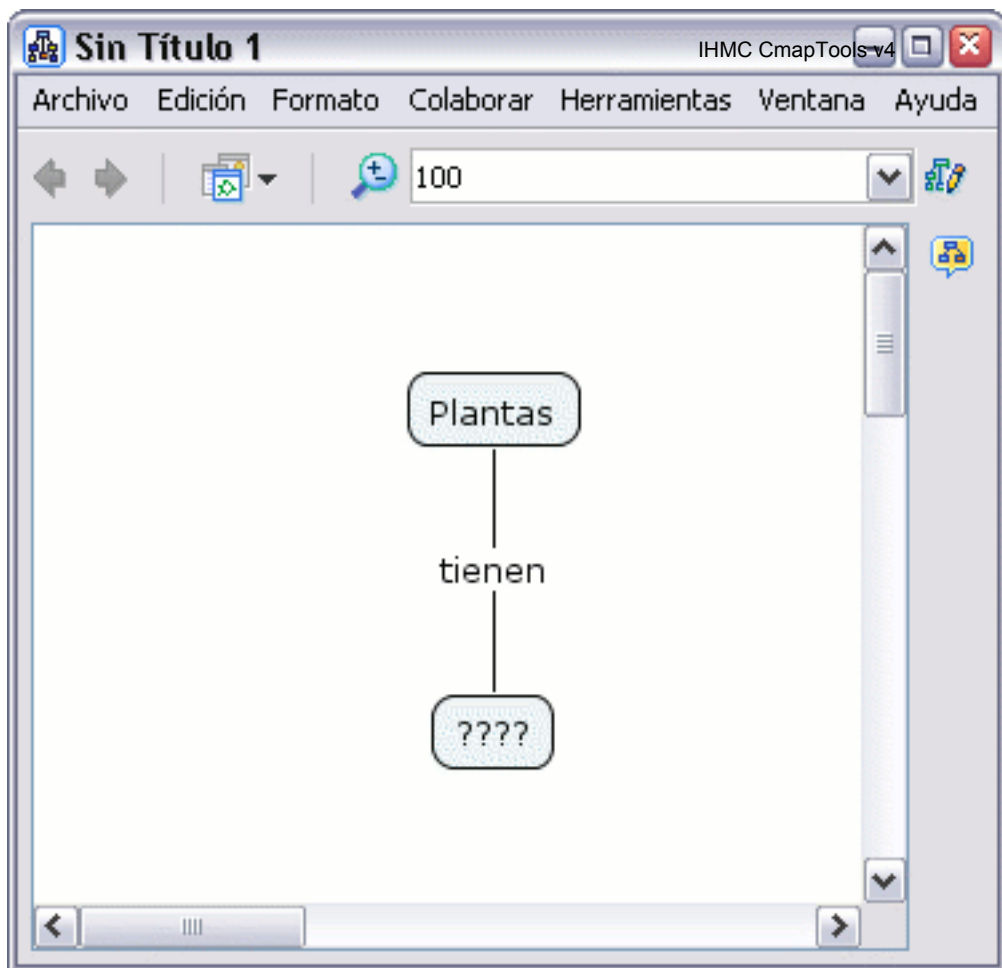 Sin Título 1 IHMC CmapTools v4
Archivo Edición Formato Colaborar Herramientas Ventana Ayuda
100
Plantas
tienen
????